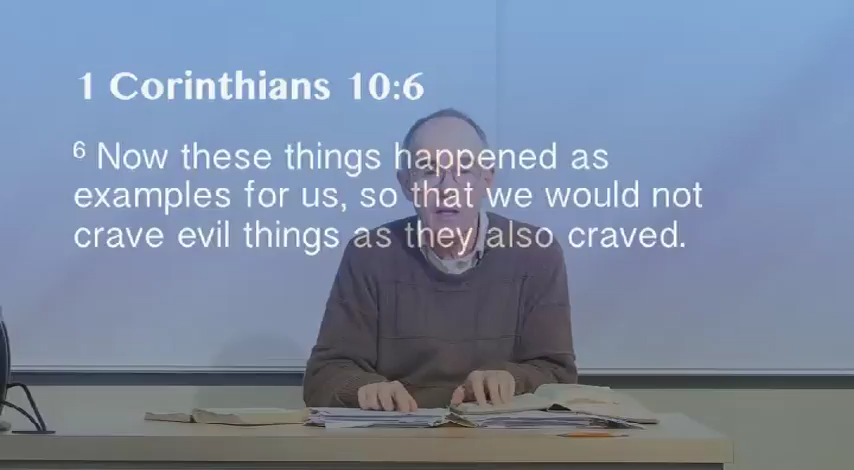 1 Corinthians 10:6
6 Now these things happened as
examples for us, so that we would not
crave evil things as they also craved.